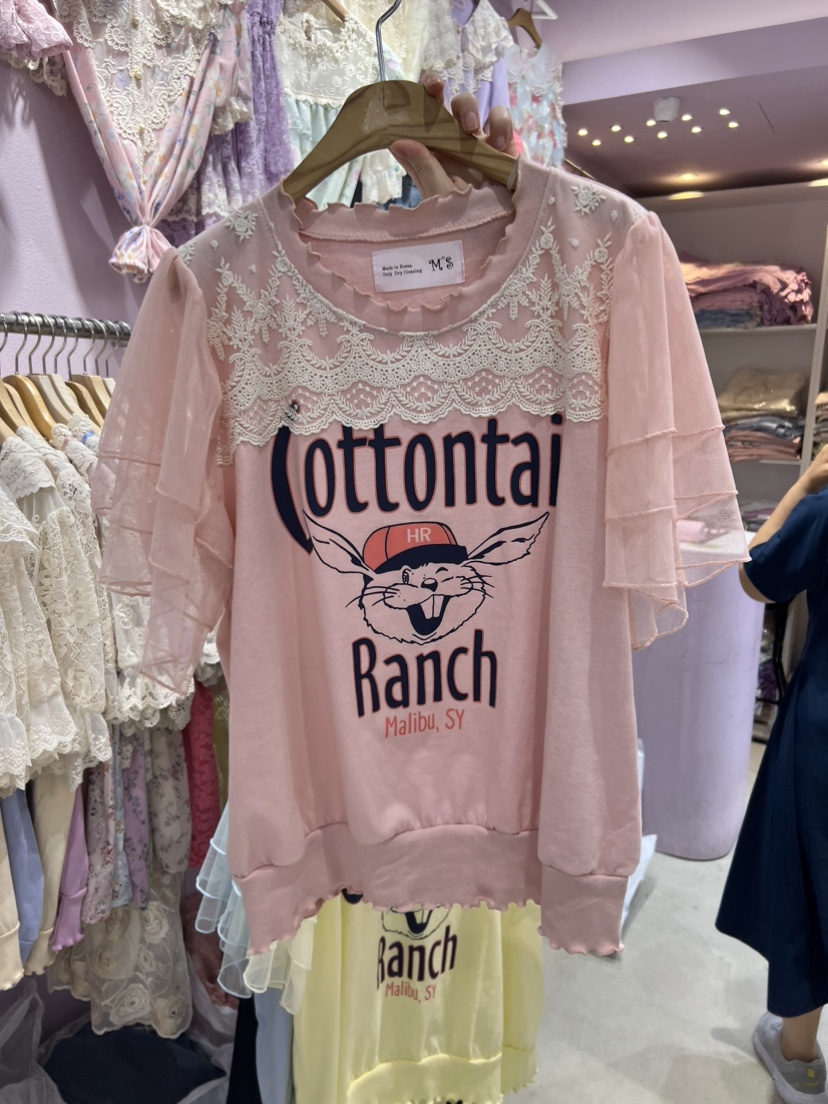 Made in Korea
Only Dry Cleaning
M's
Cottontai
HR
Ranch
Malibu, SY
Ranch
Malibu, SY